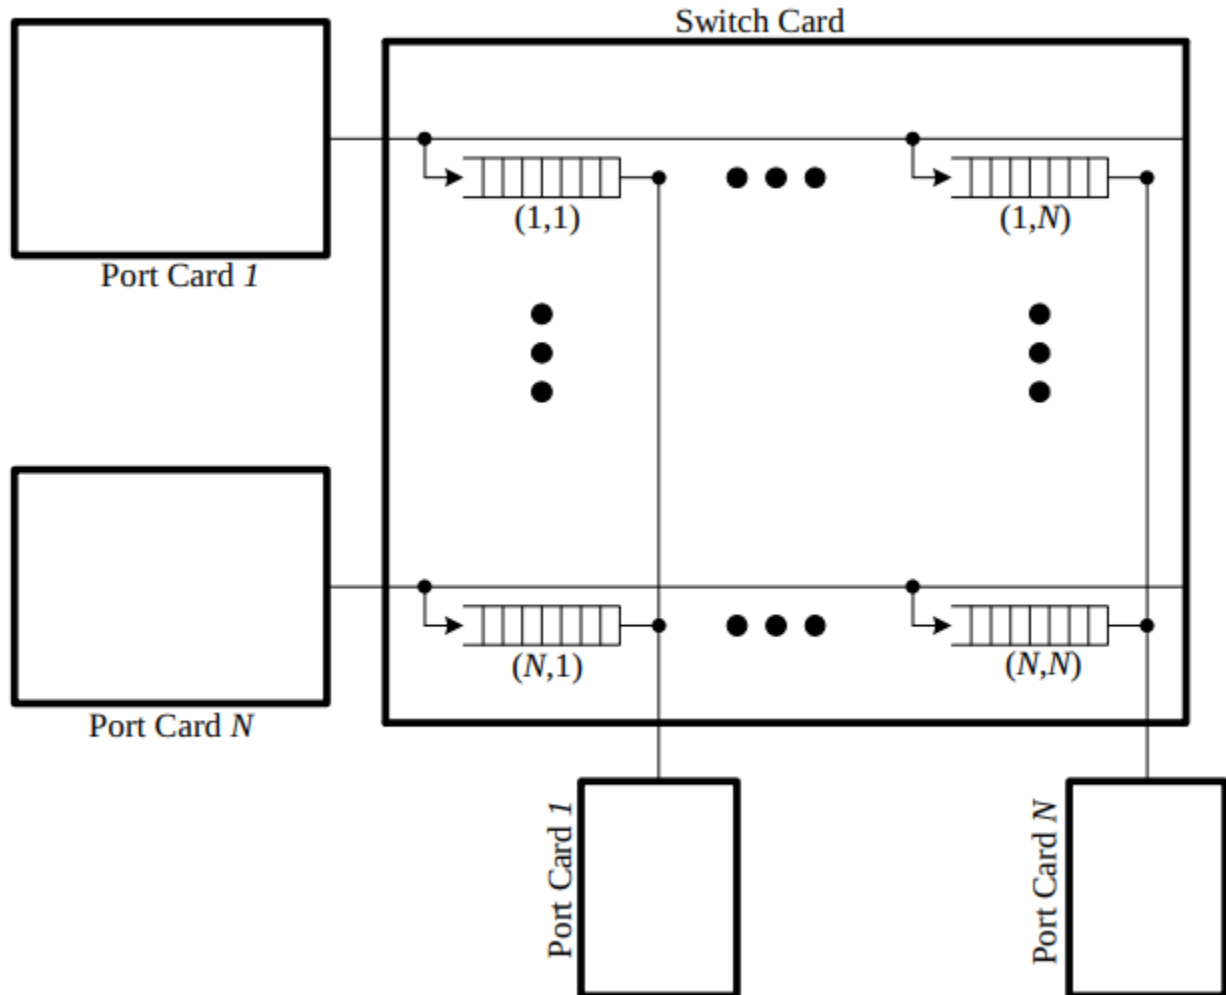 Switch Card
(1,1)
(1,N)
Port Card 1
(N,1)
(N,N)
Port Card N
Port Card 1
Port Card N